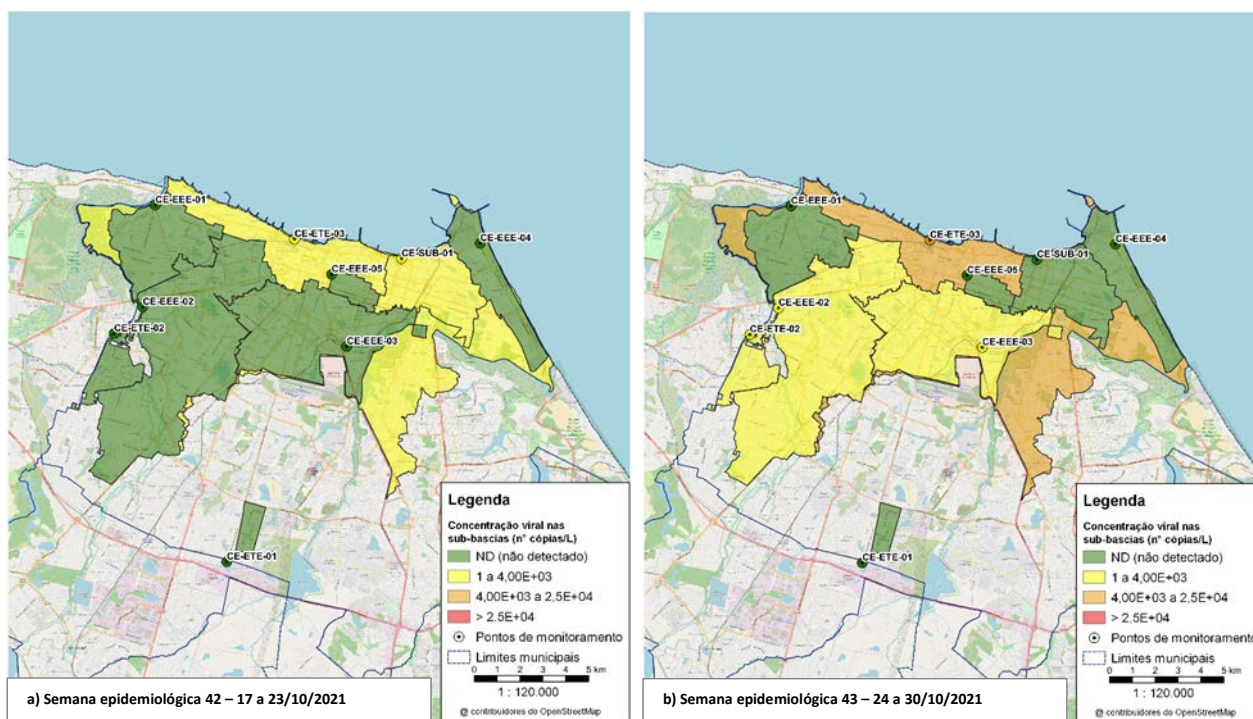 CE-EEE-01
CE-ETE-03
CE-EEE-04
CE-SUB-01
CE-EEE-05
CE-EEE-02
CE-ETE-02
CE-EEE-03
CE-ETE-01
Legenda
Concentração viral nas
sub-bascias (n° cópias/L)
ND (não detectado)
1 a 4,00E+03
4,00E+03 a 2,5E+04
> 2,5E+04
Pontos de monitoramento
Limites municipais
0 1 2 3 4 5 km
1 : 120.000
@ contribuidores do OpenStreetMap
a) Semana epidemiológica 42 – 17 a 23/10/2021
CE-EEE-01
CE-ETE-03
CE-EEE-04
CE-SUB-01
CE-EEE-05
CE-EEE-02
CE-ETE-02
CE-EEE-03
CE-ETE-01
Legenda
Concentração viral nas
sub-bascias (n° cópias/L)
ND (não detectado)
1 a 4,00E+03
4,00E+03 a 2,5E+04
> 2,5E+04
Pontos de monitoramento
Limites municipais
0 1 2 3 4 5 km
1 : 120.000
@ contribuidores do OpenStreetMap
b) Semana epidemiológica 43 – 24 a 30/10/2021